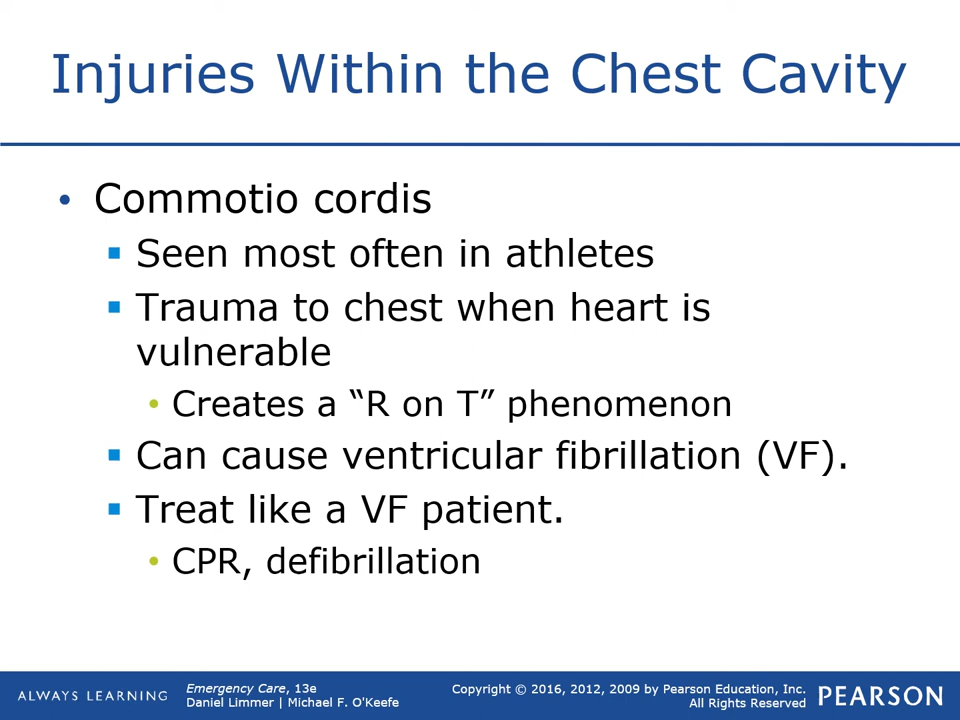 Injuries Within the Chest Cavity
• Commotio cordis
▪ Seen most often in athletes
▪ Trauma to chest when heart is
vulnerable
• Creates a “R on T” phenomenon
▪ Can cause ventricular fibrillation (VF).
▪ Treat like a VF patient.
• CPR, defibrillation
ALWAYS LEARNING
Emergency Care, 13e
Daniel Limmer | Michael F. O'Keefe
Copyright © 2016, 2012, 2009 by Pearson Education, Inc.
All Rights Reserved
PEARSON